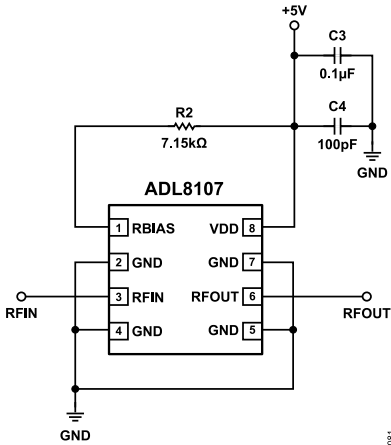 +5V
C3
0.1µF
R2
7.15kΩ
C4
100pF
GND
ADL8107
1 RBIAS VDD 8
2 GND GND 7
3 RFIN RFOUT 6
4 GND GND 5
RFIN
RFOUT
GND
081